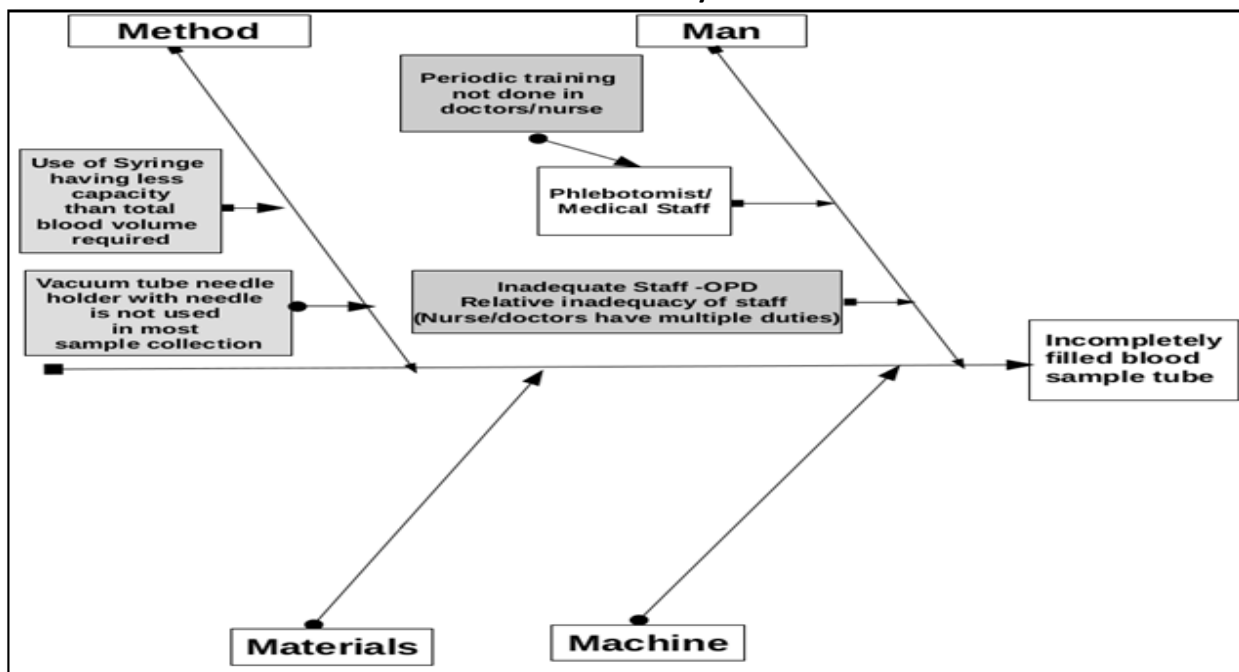 Method
Man
Periodic training
not done in
doctors/nurse
Use of Syringe
having less
capacity
than total
blood volume
required
Phlebotomist/
Medical Staff
Vacuum tube needle
holder with needle
is not used
in most
sample collection
Inadequate Staff -OPD
Relative inadequacy of staff
(Nurse/doctors have multiple duties)
Incompletely
filled blood
sample tube
Materials
Machine